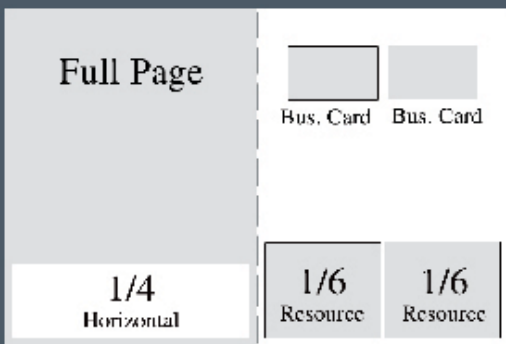 Full Page
1/4
Horizontal
Bus. Card
Bus. Card
1/6
Resource
1/6
Resource